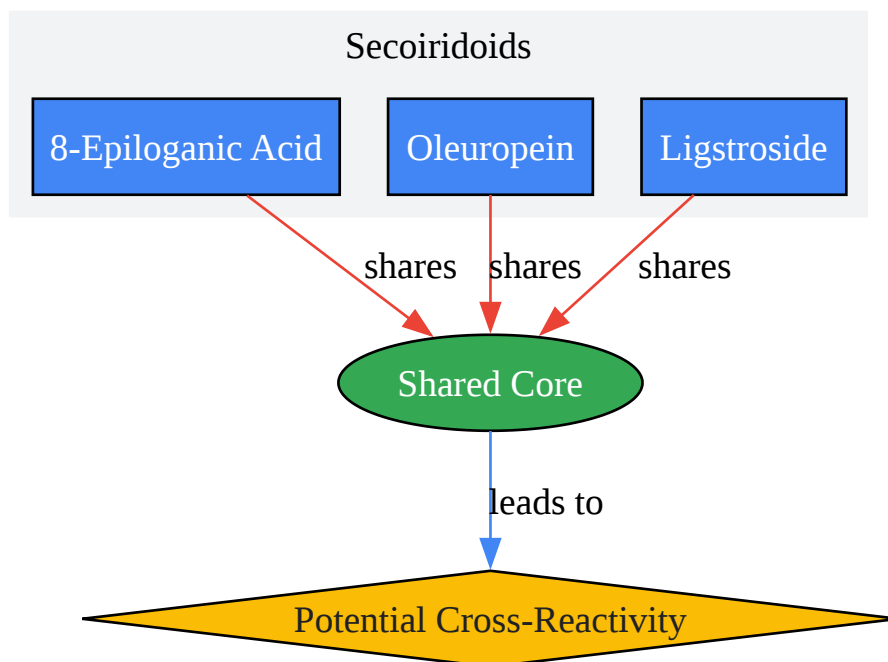 Secoiridoids
8-Epiloganic Acid
Oleuropein
Ligstroside
shares
shares
shares
Shared Core
leads to
Potential Cross-Reactivity